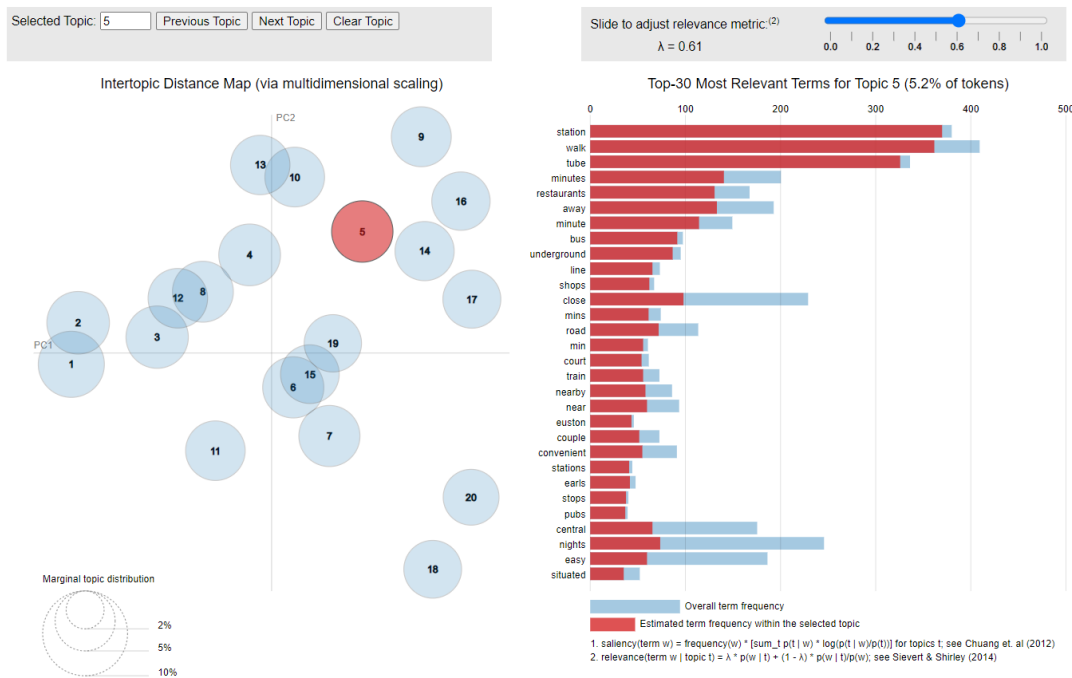 Selected Topic: 5 Previous Topic Next Topic Clear Topic
Slide to adjust relevance metric:(2)
λ = 0.61
0.0 0.2 0.4 0.6 0.8 1.0
Intertopic Distance Map (via multidimensional scaling)
PC2
PC1
9
13
10
16
5
14
4
17
12
8
2
3
19
1
15
6
7
11
20
18
Marginal topic distribution
2%
5%
10%
Top-30 Most Relevant Terms for Topic 5 (5.2% of tokens)
0 100 200 300 400 500
station
walk
tube
minutes
restaurants
away
minute
bus
underground
line
shops
close
mins
road
min
court
train
nearby
near
euston
couple
convenient
stations
earls
stops
pubs
central
nights
easy
situated
Overall term frequency
Estimated term frequency within the selected topic
1. saliency(term w) = frequency(w) * [sum_t p(t | w) * log(p(t | w)/p(t))] for topics t; see Chuang et. al (2012)
2. relevance(term w | topic t) = λ * p(w | t) + (1 - λ) * p(w | t)/p(w); see Sievert & Shirley (2014)